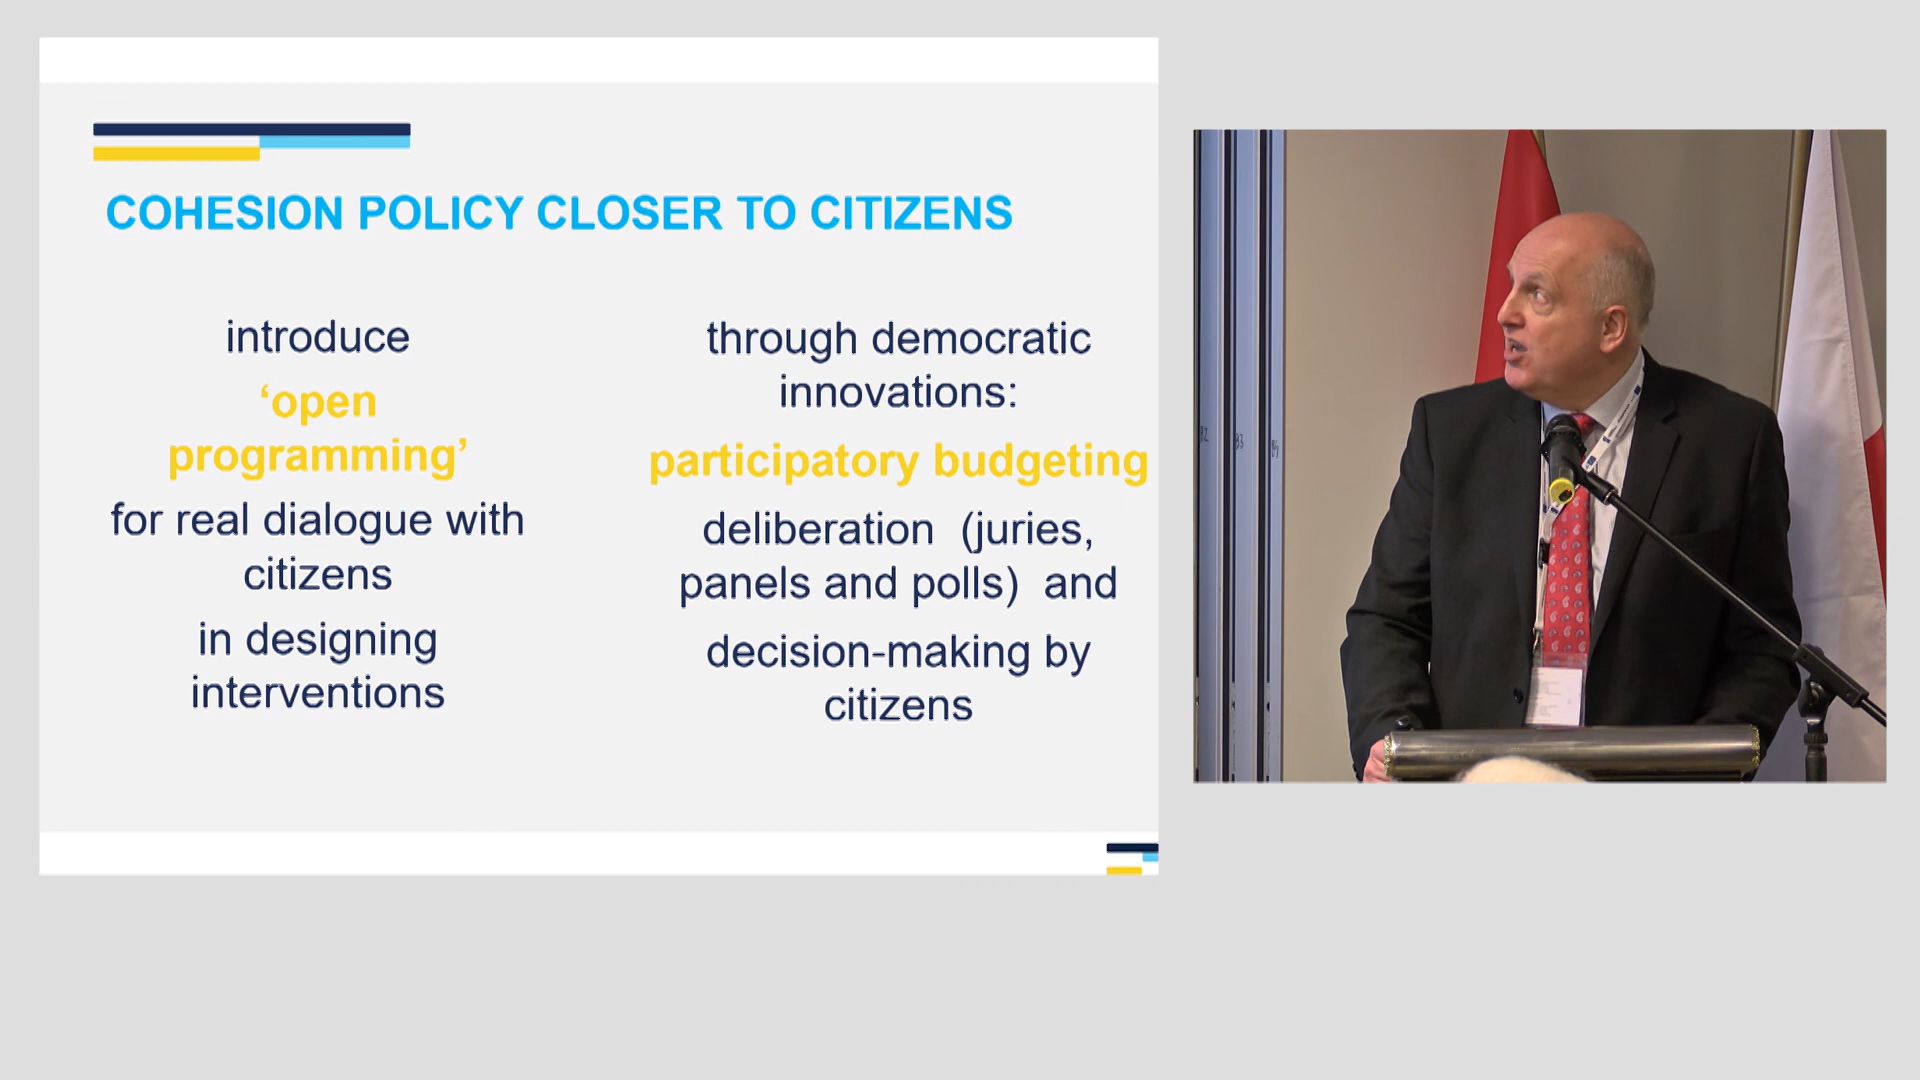 COHESION POLICY CLOSER TO CITIZENS
introduce
‘open
programming’
for real dialogue with
citizens
in designing
interventions
through democratic
innovations:
participatory budgeting
deliberation (juries,
panels and polls) and
decision-making by
citizens